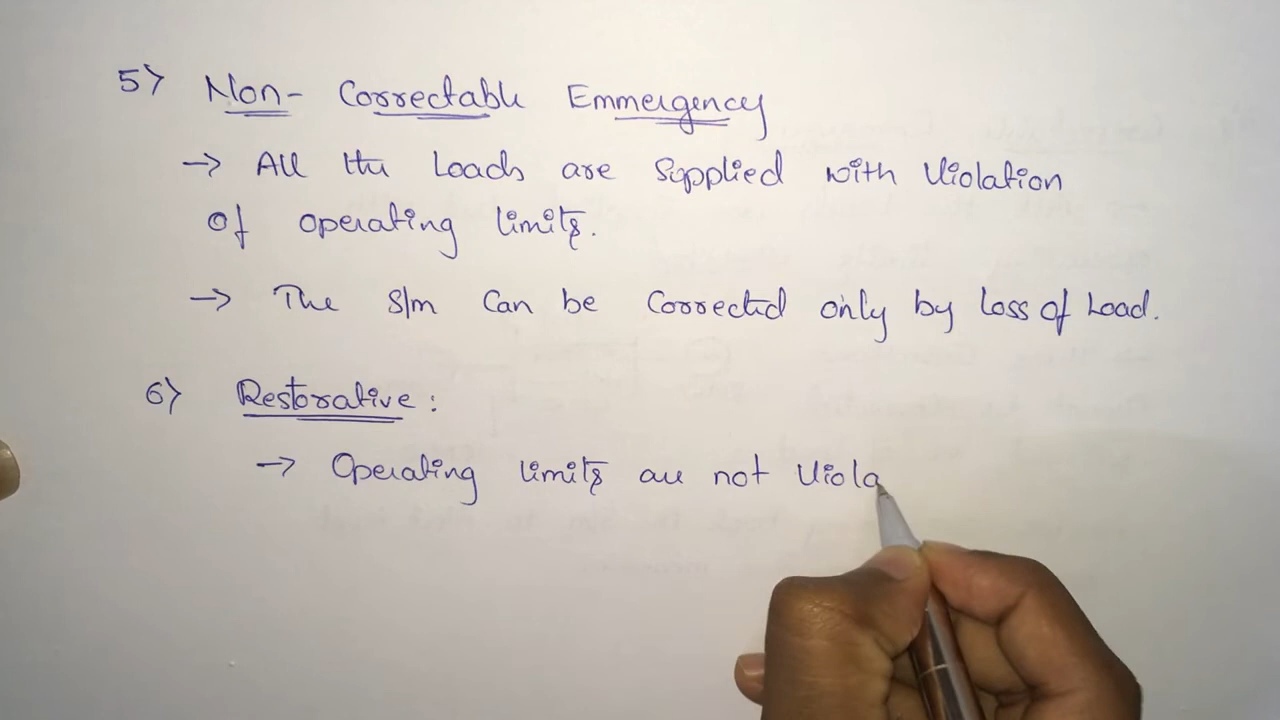 5) Non- Correctable Emmergency
→ All the Loads are Supplied with Violation
of operating limits.
→ The S/m Can be Corrected only by Loss of Load.
6) Restorative :
→ Operating limits are not Viola